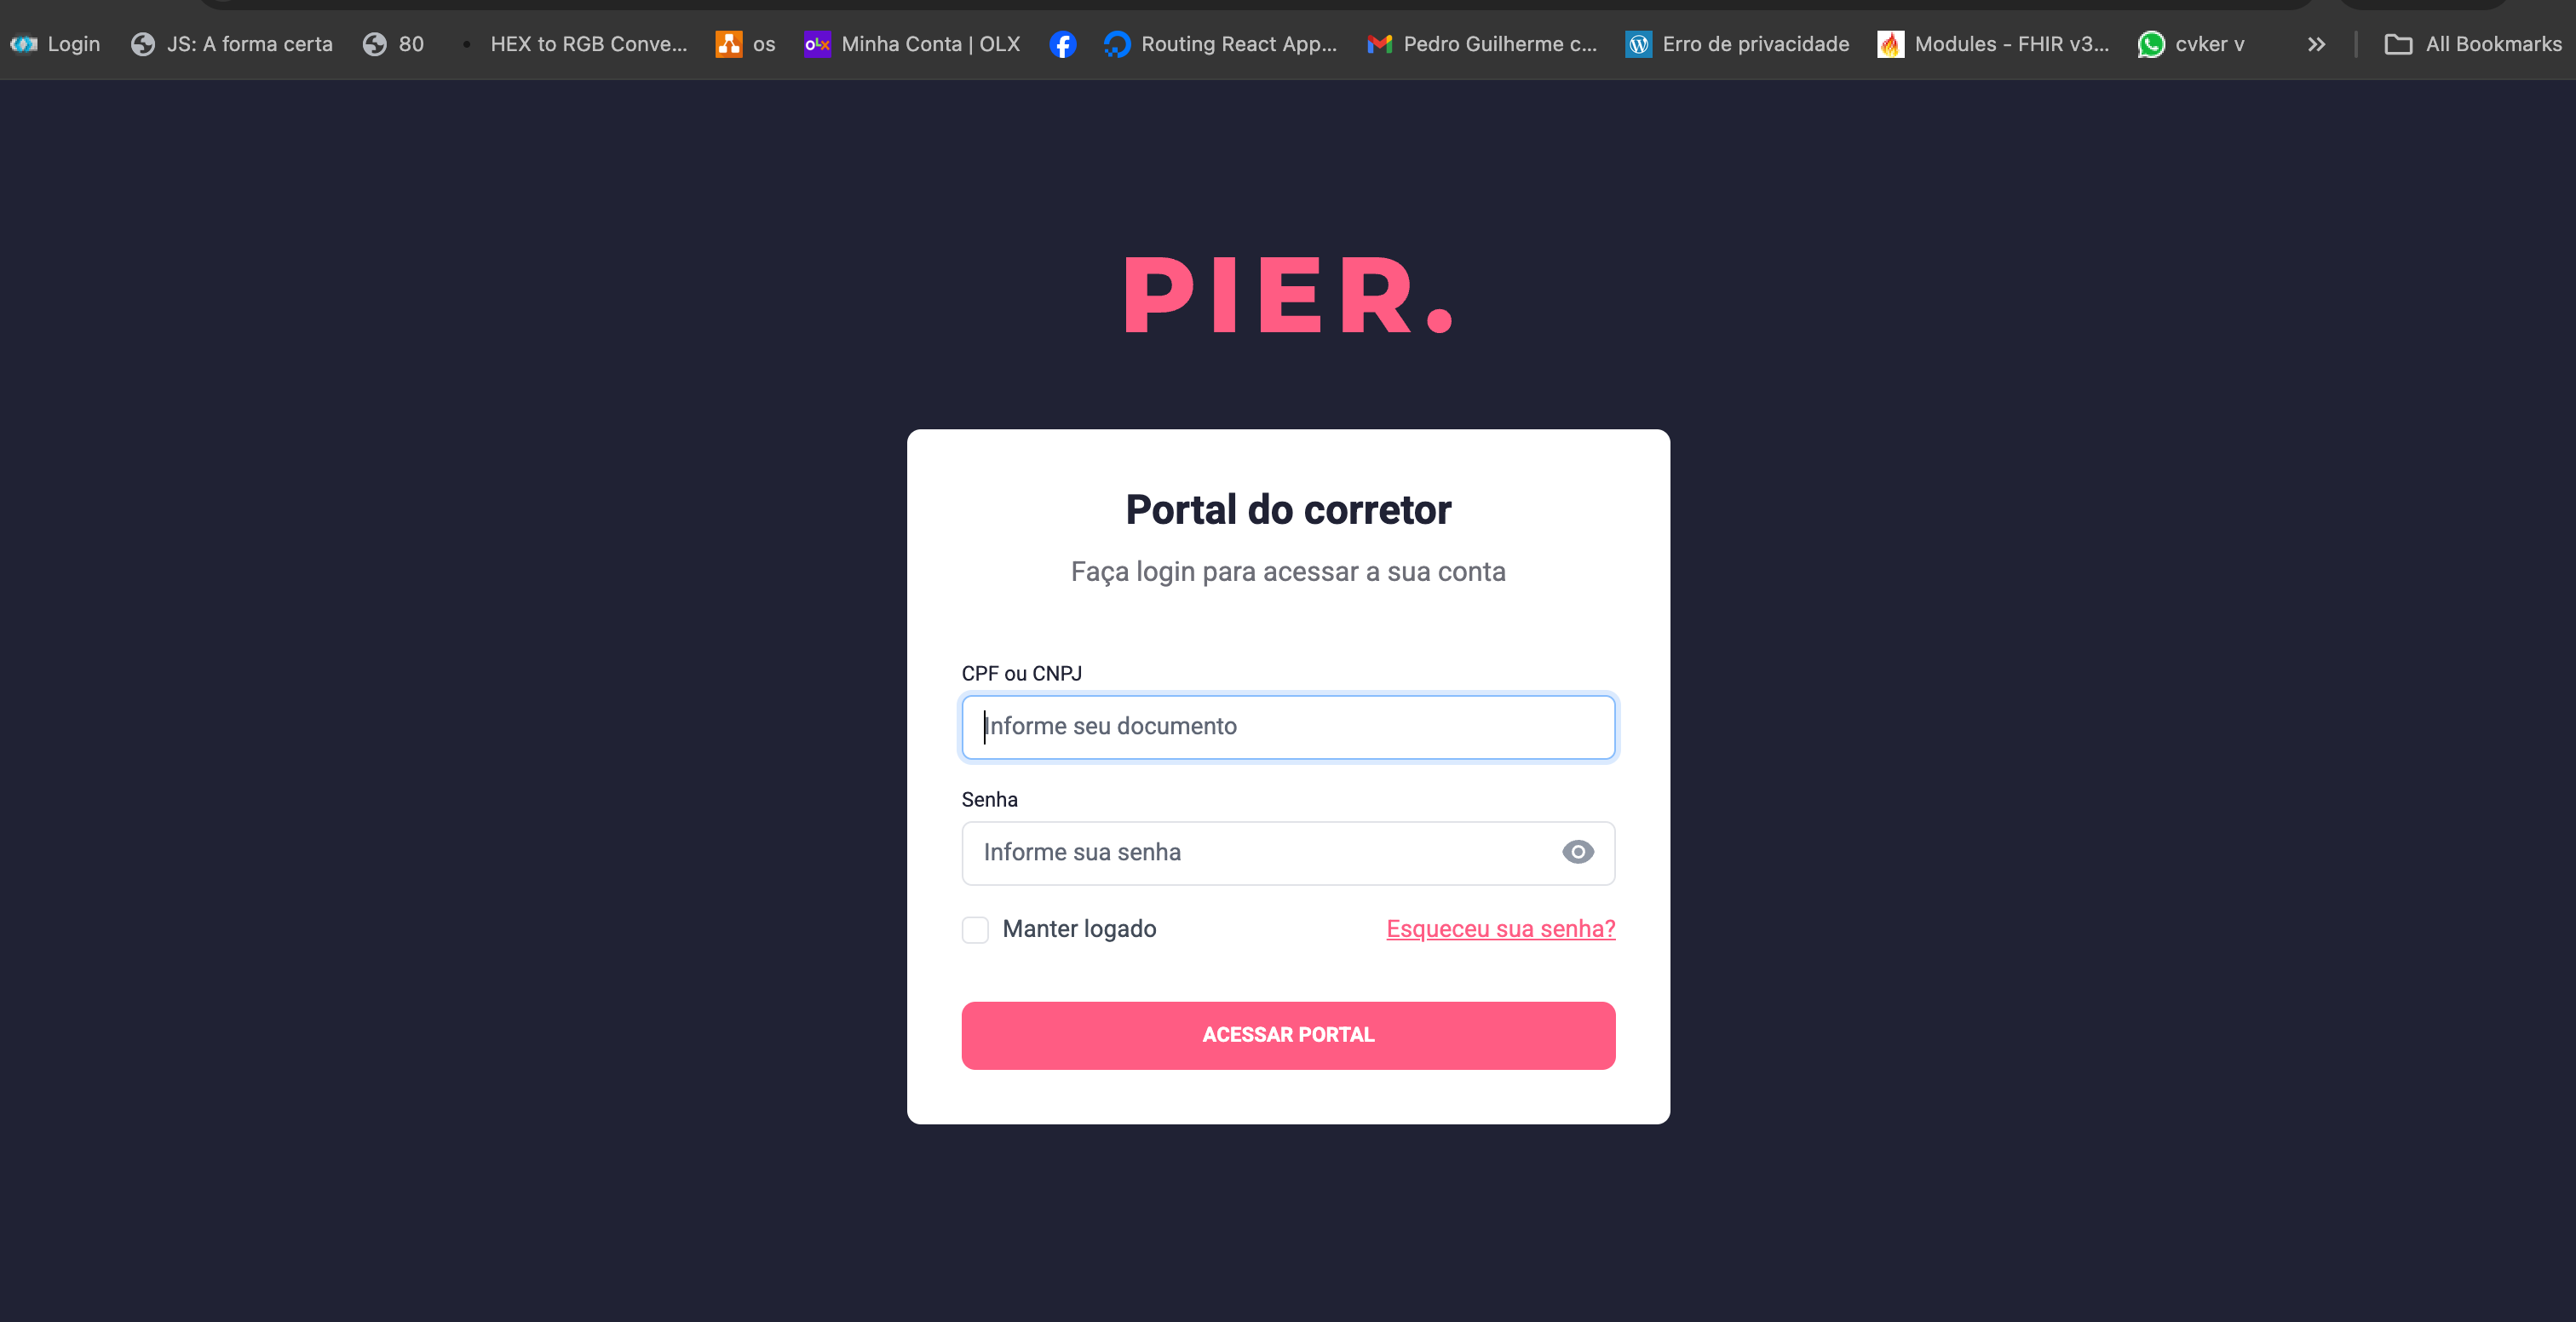 Login JS: A forma certa 80 HEX to RGB Conve... os OLX Minha Conta | OLX Routing React App... Pedro Guilherme c... Erro de privacidade Modules - FHIR v3... cvker v » All Bookmarks
PIER.
Portal do corretor
Faça login para acessar a sua conta
CPF ou CNPJ
Informe seu documento
Senha
Informe sua senha
Manter logado Esqueceu sua senha?
ACESSAR PORTAL